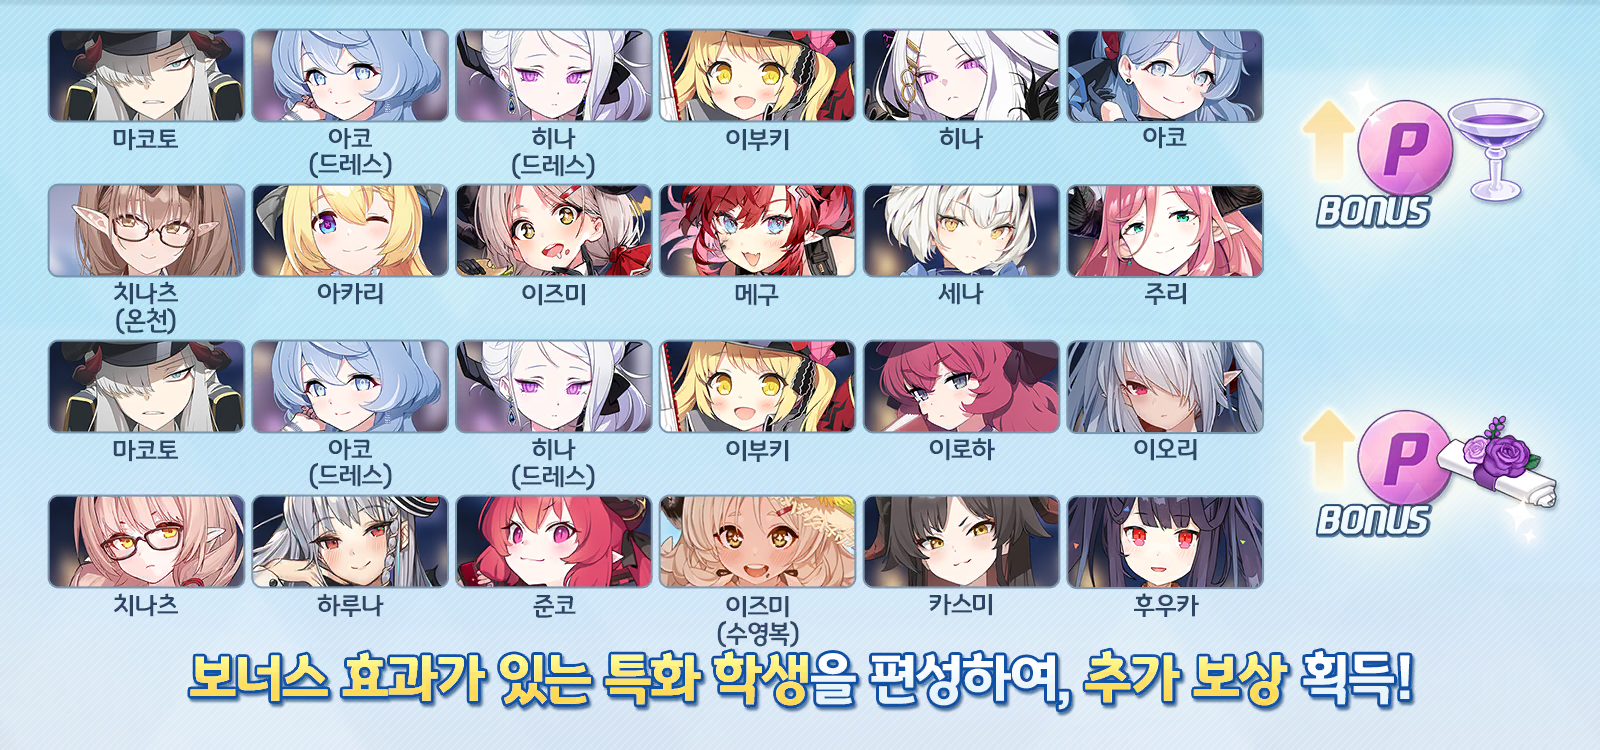 마코토
아코
(드레스)
히나
(드레스)
이부키
히나
아코
P
BONUS
치나츠
(온천)
아카리
이즈미
메구
세나
주리
마코토
아코
(드레스)
히나
(드레스)
이부키
이로하
이오리
P
BONUS
치나츠
하루나
준코
이즈미
(수영복)
카스미
후우카
보너스 효과가 있는 특화 학생을 편성하여, 추가 보상 획득!